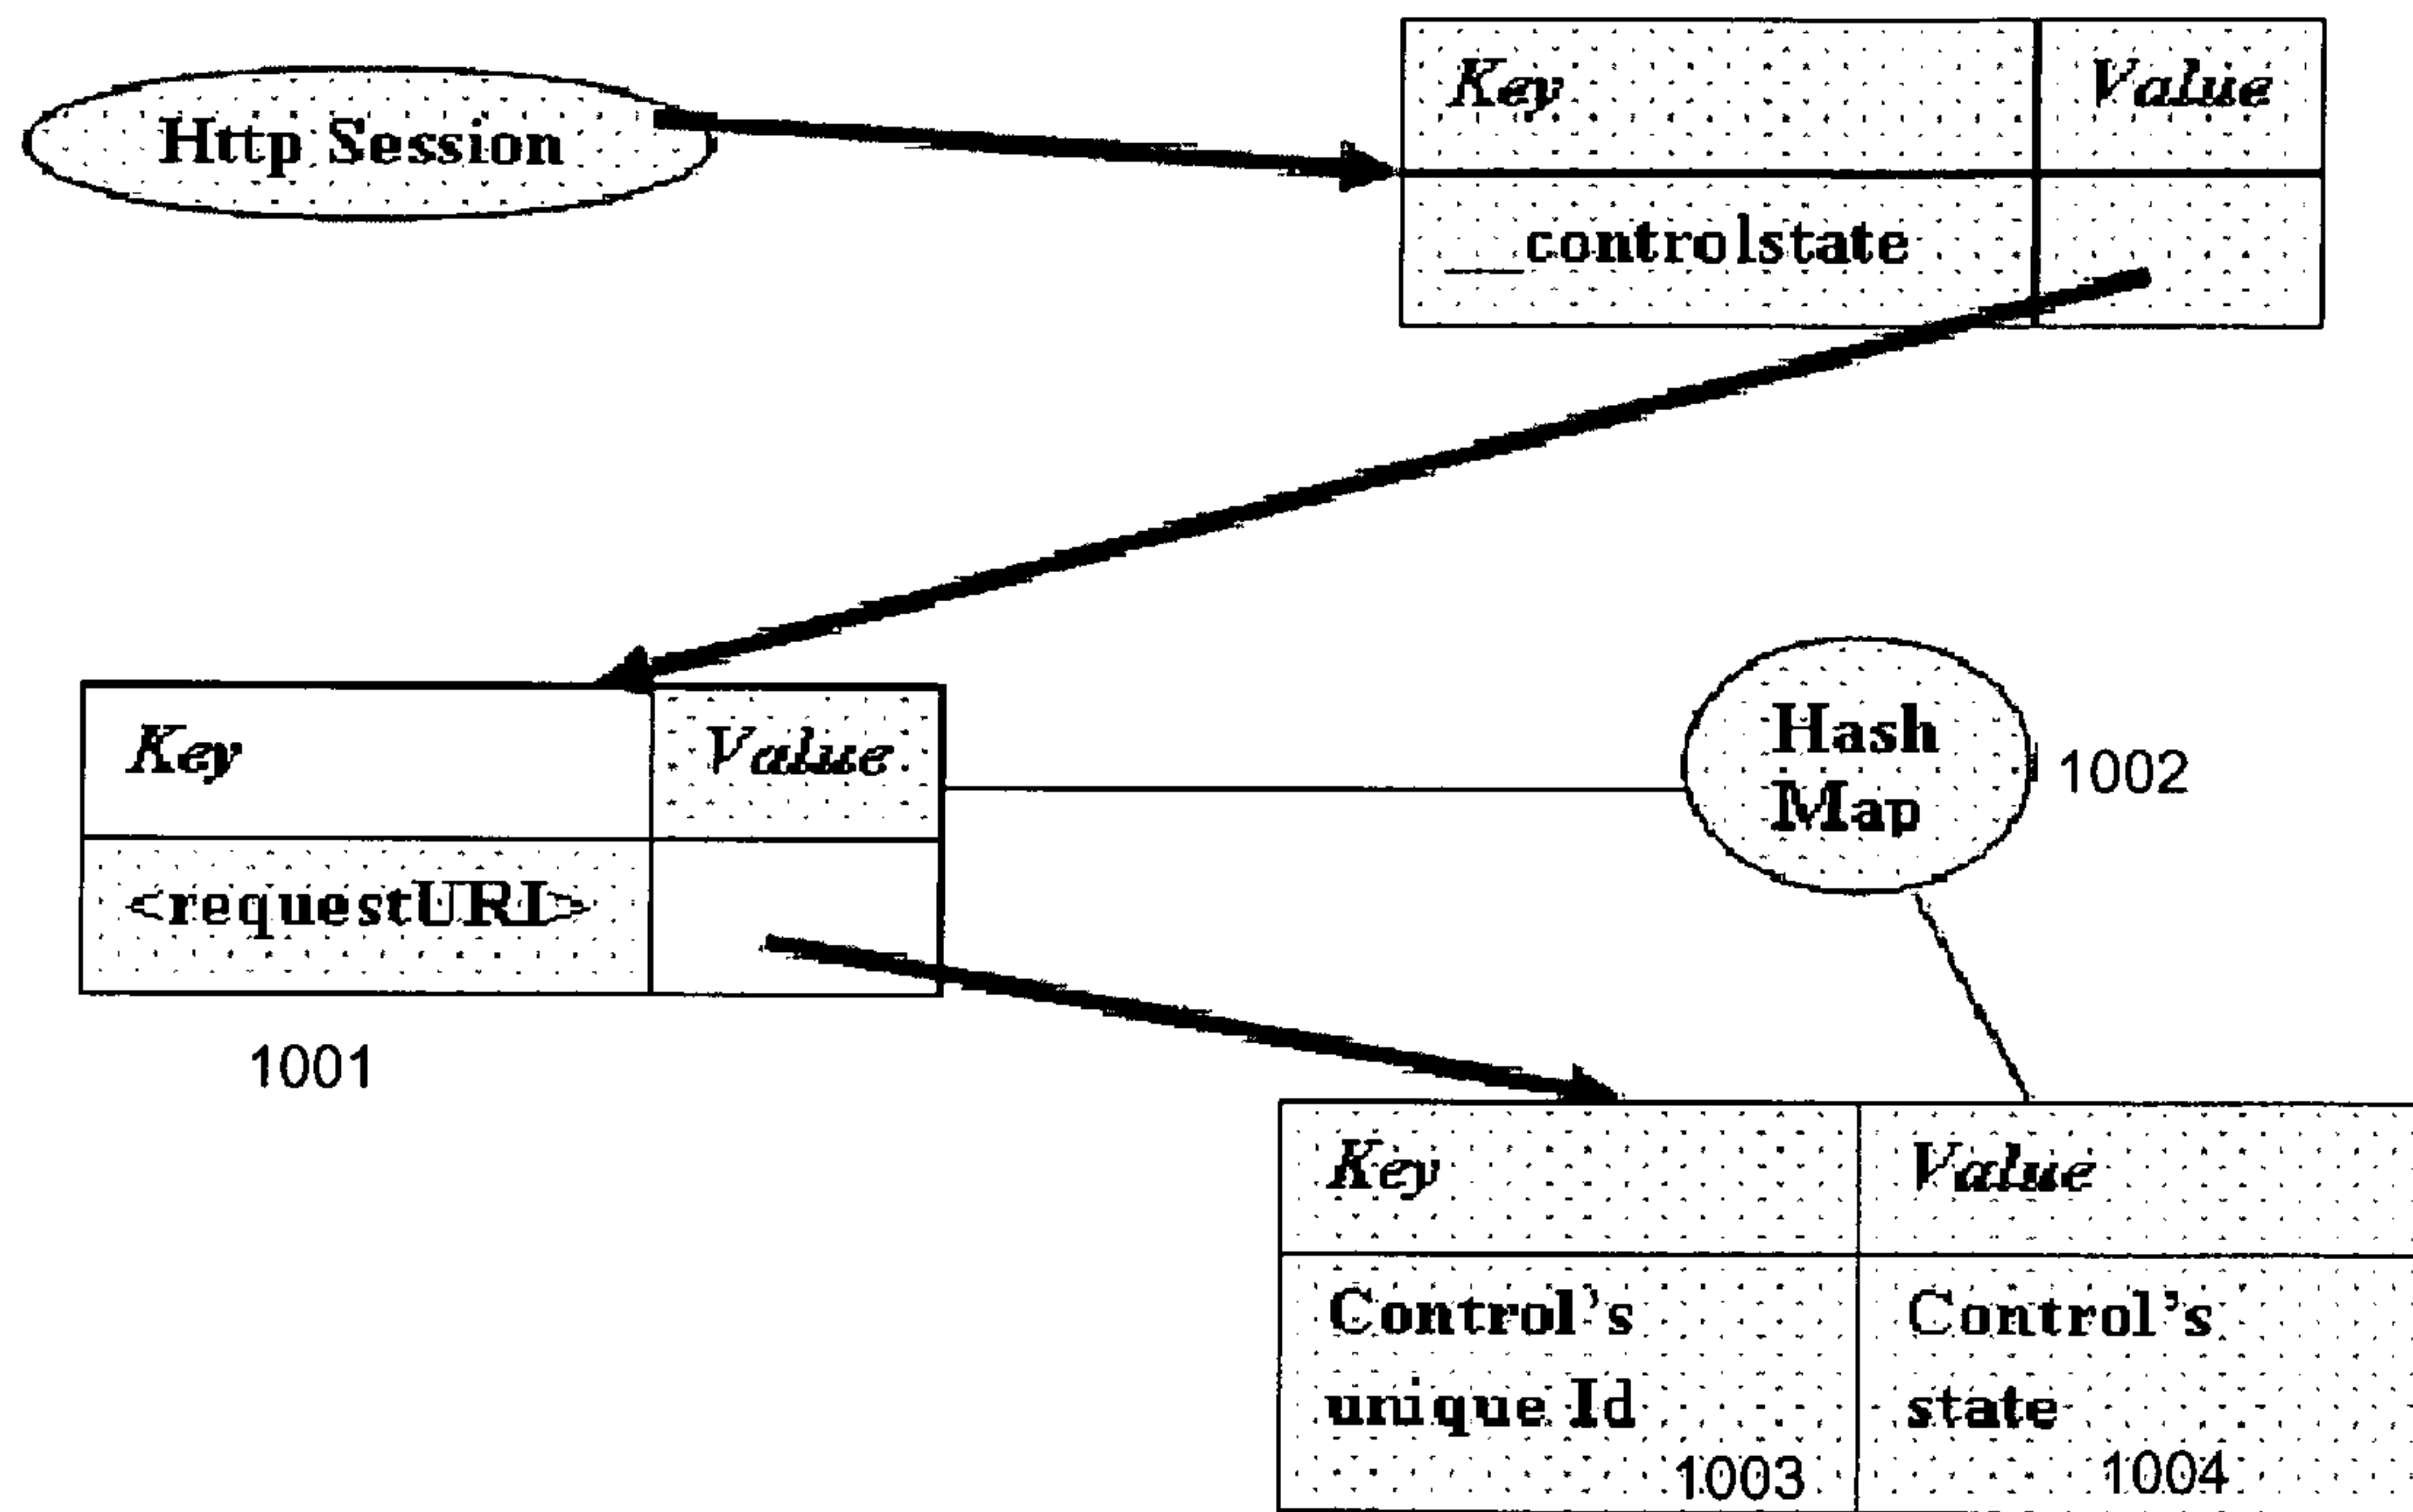 Http Session
Key Value
__controlstate
Key Value
Hash
Map
1002
<requestURI>
1001
Key Value
Control's Control's
unique Id state
1003 1004